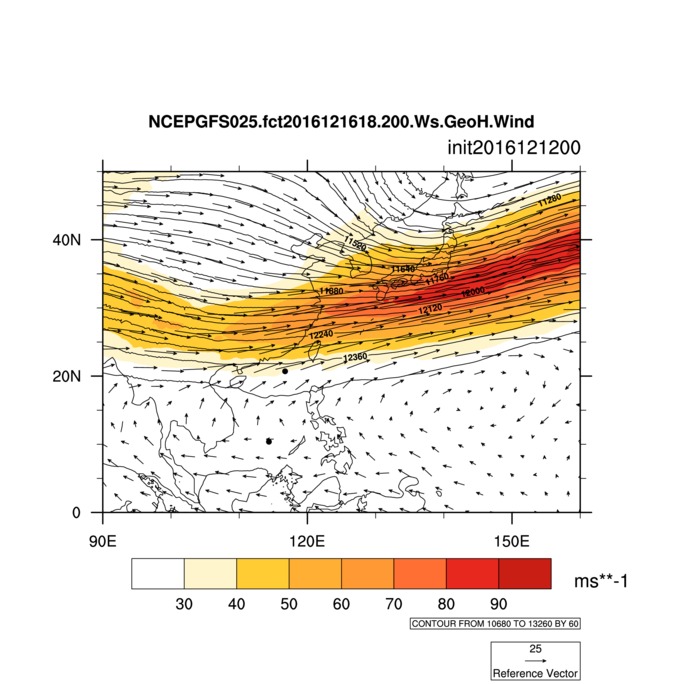 NCEPGFS025.fct2016121618.200.Ws.GeoH.Wind
init2016121200
11280
40N
11520
11640
11760
11880
12000
12120
12240
12360
20N
0
90E 120E 150E
30 40 50 60 70 80 90
ms**-1
CONTOUR FROM 10680 TO 13260 BY 60
25
Reference Vector